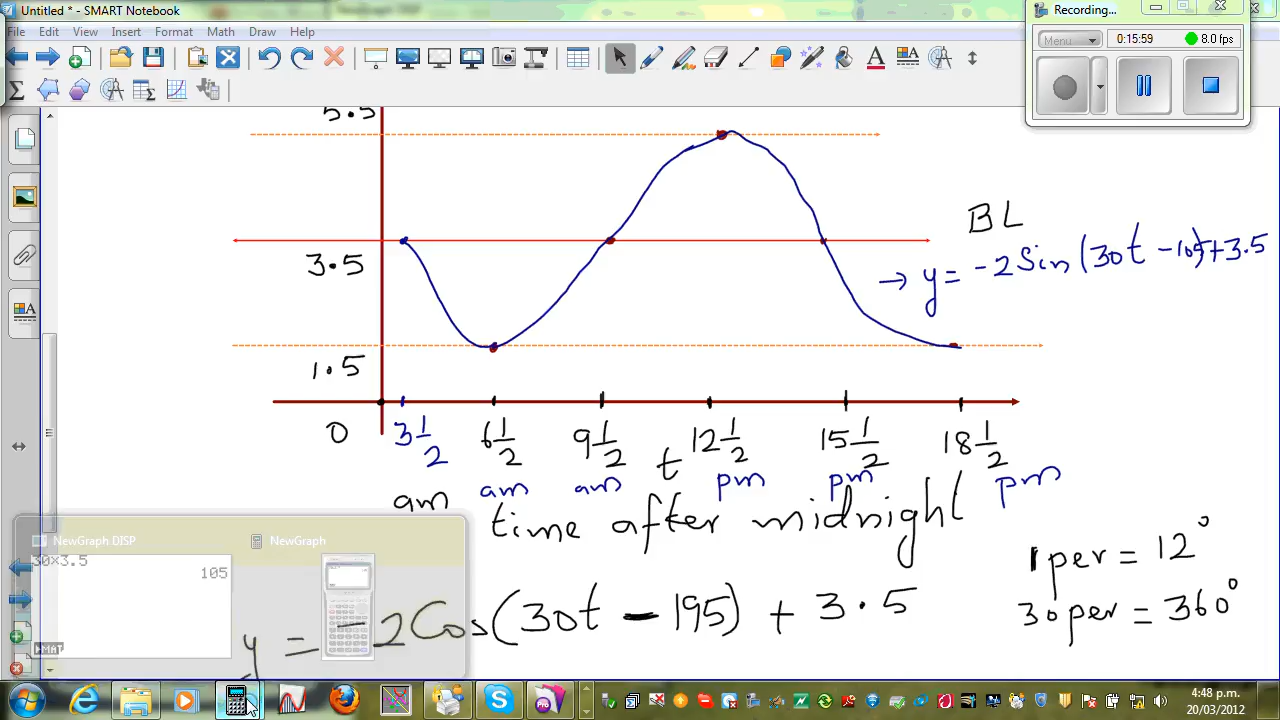 Untitled * - SMART Notebook
Recording...
File Edit View Insert Format Math Draw Help
Menu
0:15:59
8.0 fps
5.5
BL
3.5
→ y = -2Sin(30t - 105)+3.5
1.5
0
3 1/2
6 1/2
9 1/2
t
12 1/2
15 1/2
18 1/2
am
am
am
pm
pm
pm
time after midnight
NewGraph DISP
NewGraph
30×3.5
105
1 per = 12°
30 per = 360°
y = -2Cos(30t - 195) + 3.5
MAT
4:48 p.m.
20/03/2012